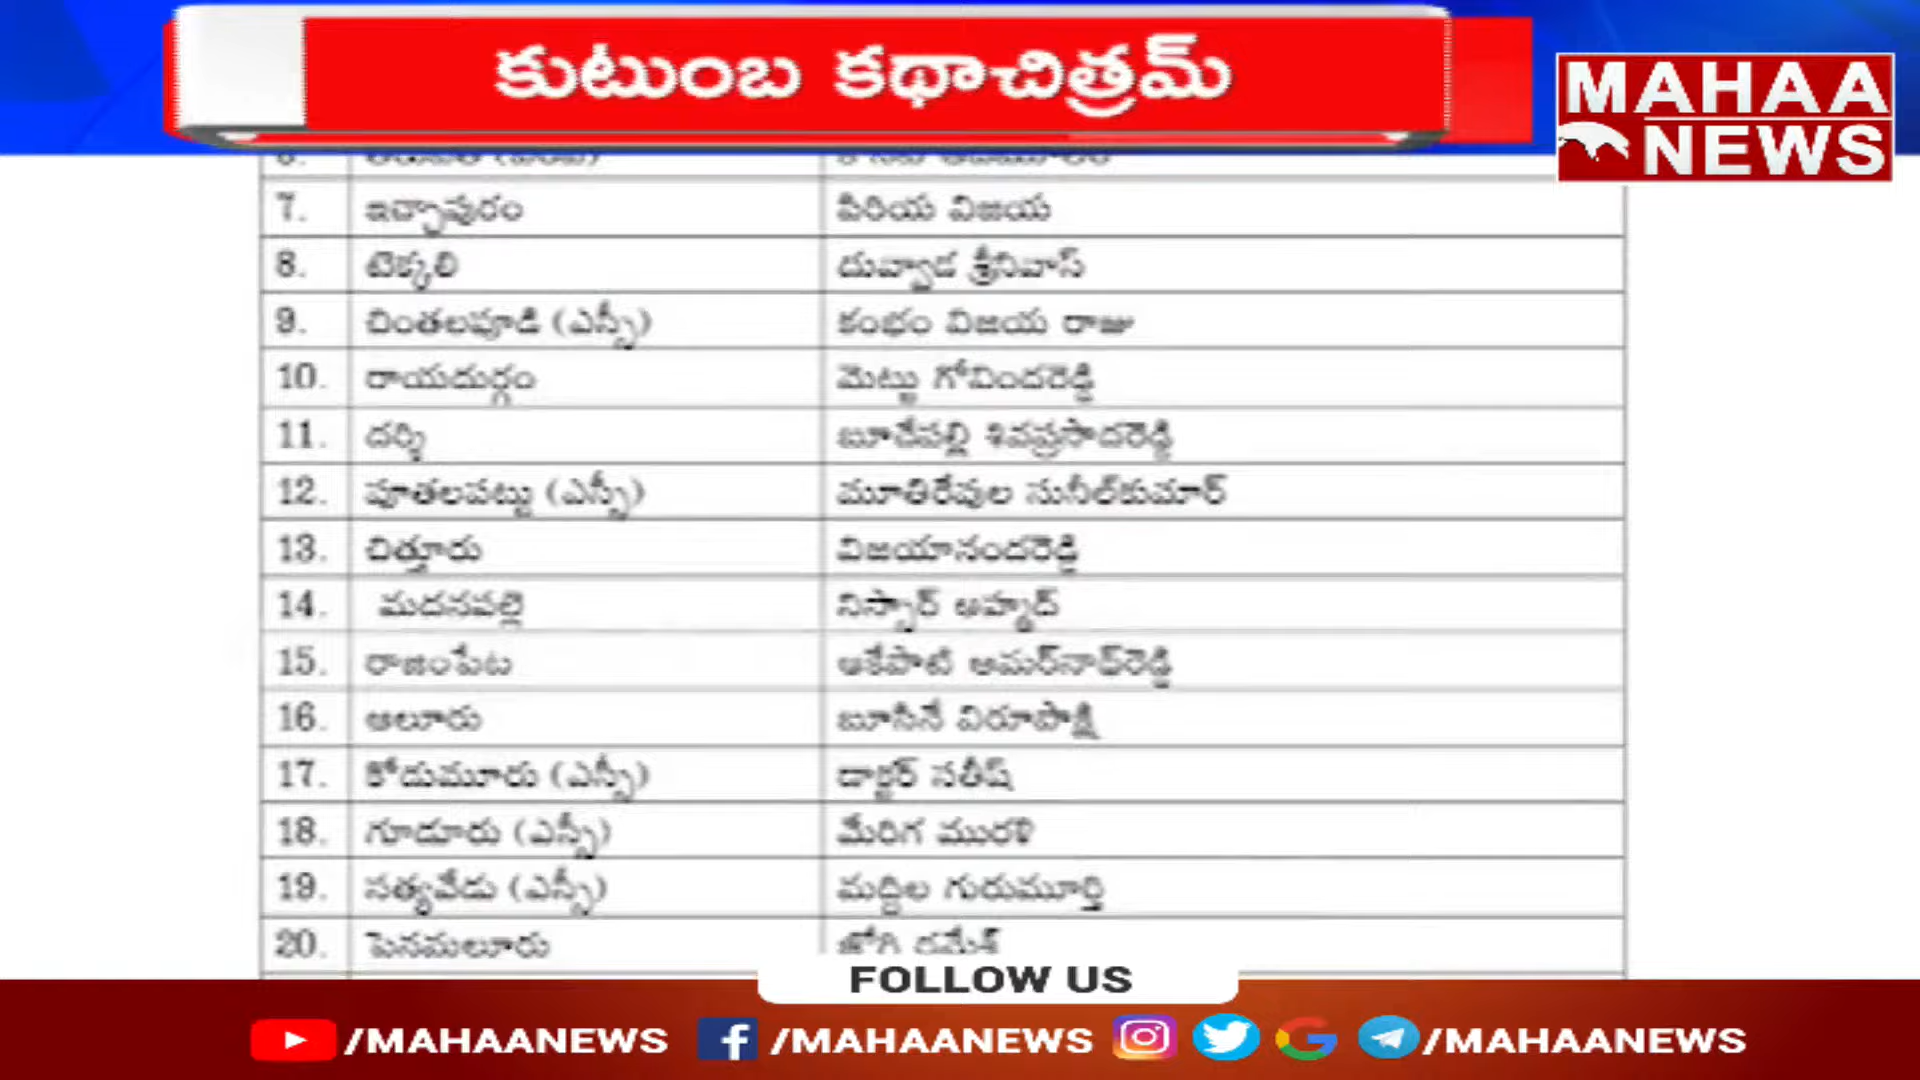 కుటుంబ కథాచిత్రమ్
MAHAA
NEWS
7. ఇచ్ఛాపురం పిరియ విజయ
8. టెక్కలి దువ్వాడ శ్రీనివాస్
9. చింతలపూడి (ఎస్సీ) కంభం విజయ రాజు
10. రాయదుర్గం మెట్టు గోవిందరెడ్డి
11. దర్శి బూచేపల్లి శివప్రసాదరెడ్డి
12. పూతలపట్టు (ఎస్సీ) మూతిరేవుల సునీల్‌కుమార్
13. చిత్తూరు విజయానందరెడ్డి
14. మదనపల్లె నిస్సార్ అహ్మద్
15. రాజంపేట ఆకేపాటి అమర్‌నాథ్‌రెడ్డి
16. ఆలూరు బూసినే విరూపాక్షి
17. కోడుమూరు (ఎస్సీ) డాక్టర్ సతీష్
18. గూడూరు (ఎస్సీ) మేరిగ మురళి
19. సత్యవేడు (ఎస్సీ) మద్దిల గురుమూర్తి
20. పెనమలూరు జోగి రమేశ్
FOLLOW US
/MAHAANEWS /MAHAANEWS /MAHAANEWS